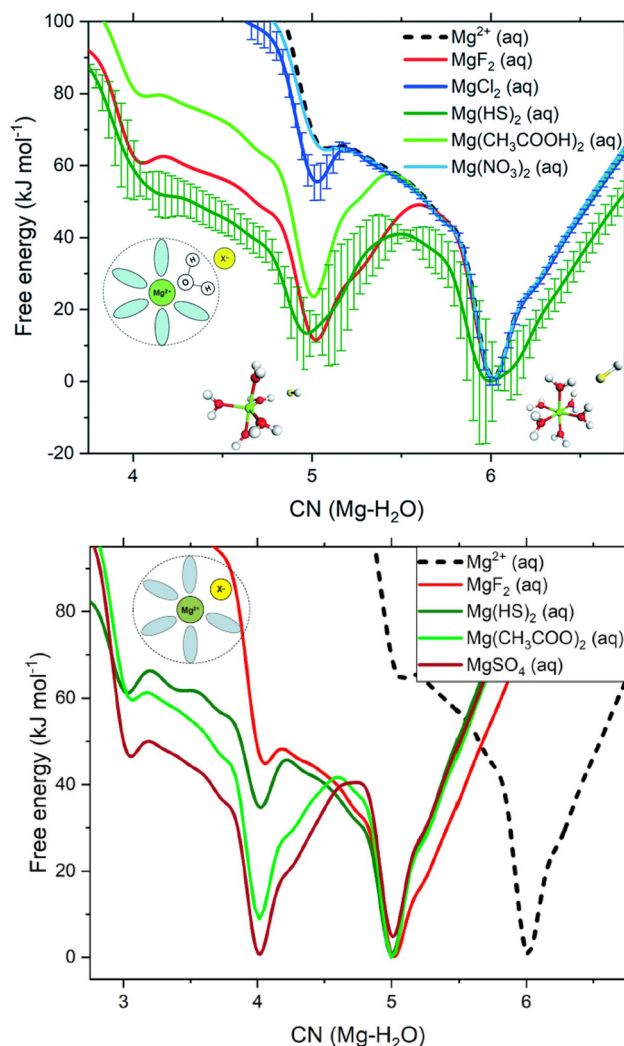 100
80
60
40
20
0
-20
Free energy (kJ mol⁻¹)
Mg²⁺ (aq)
MgF₂ (aq)
MgCl₂ (aq)
Mg(HS)₂ (aq)
Mg(CH₃COOH)₂ (aq)
Mg(NO₃)₂ (aq)
H
X⁻
O
H
Mg²⁺
4 5 6
CN (Mg-H₂O)
80
60
40
20
0
Free energy (kJ mol⁻¹)
X⁻
Mg²⁺
Mg²⁺ (aq)
MgF₂ (aq)
Mg(HS)₂ (aq)
Mg(CH₃COO)₂ (aq)
MgSO₄ (aq)
3 4 5 6
CN (Mg-H₂O)